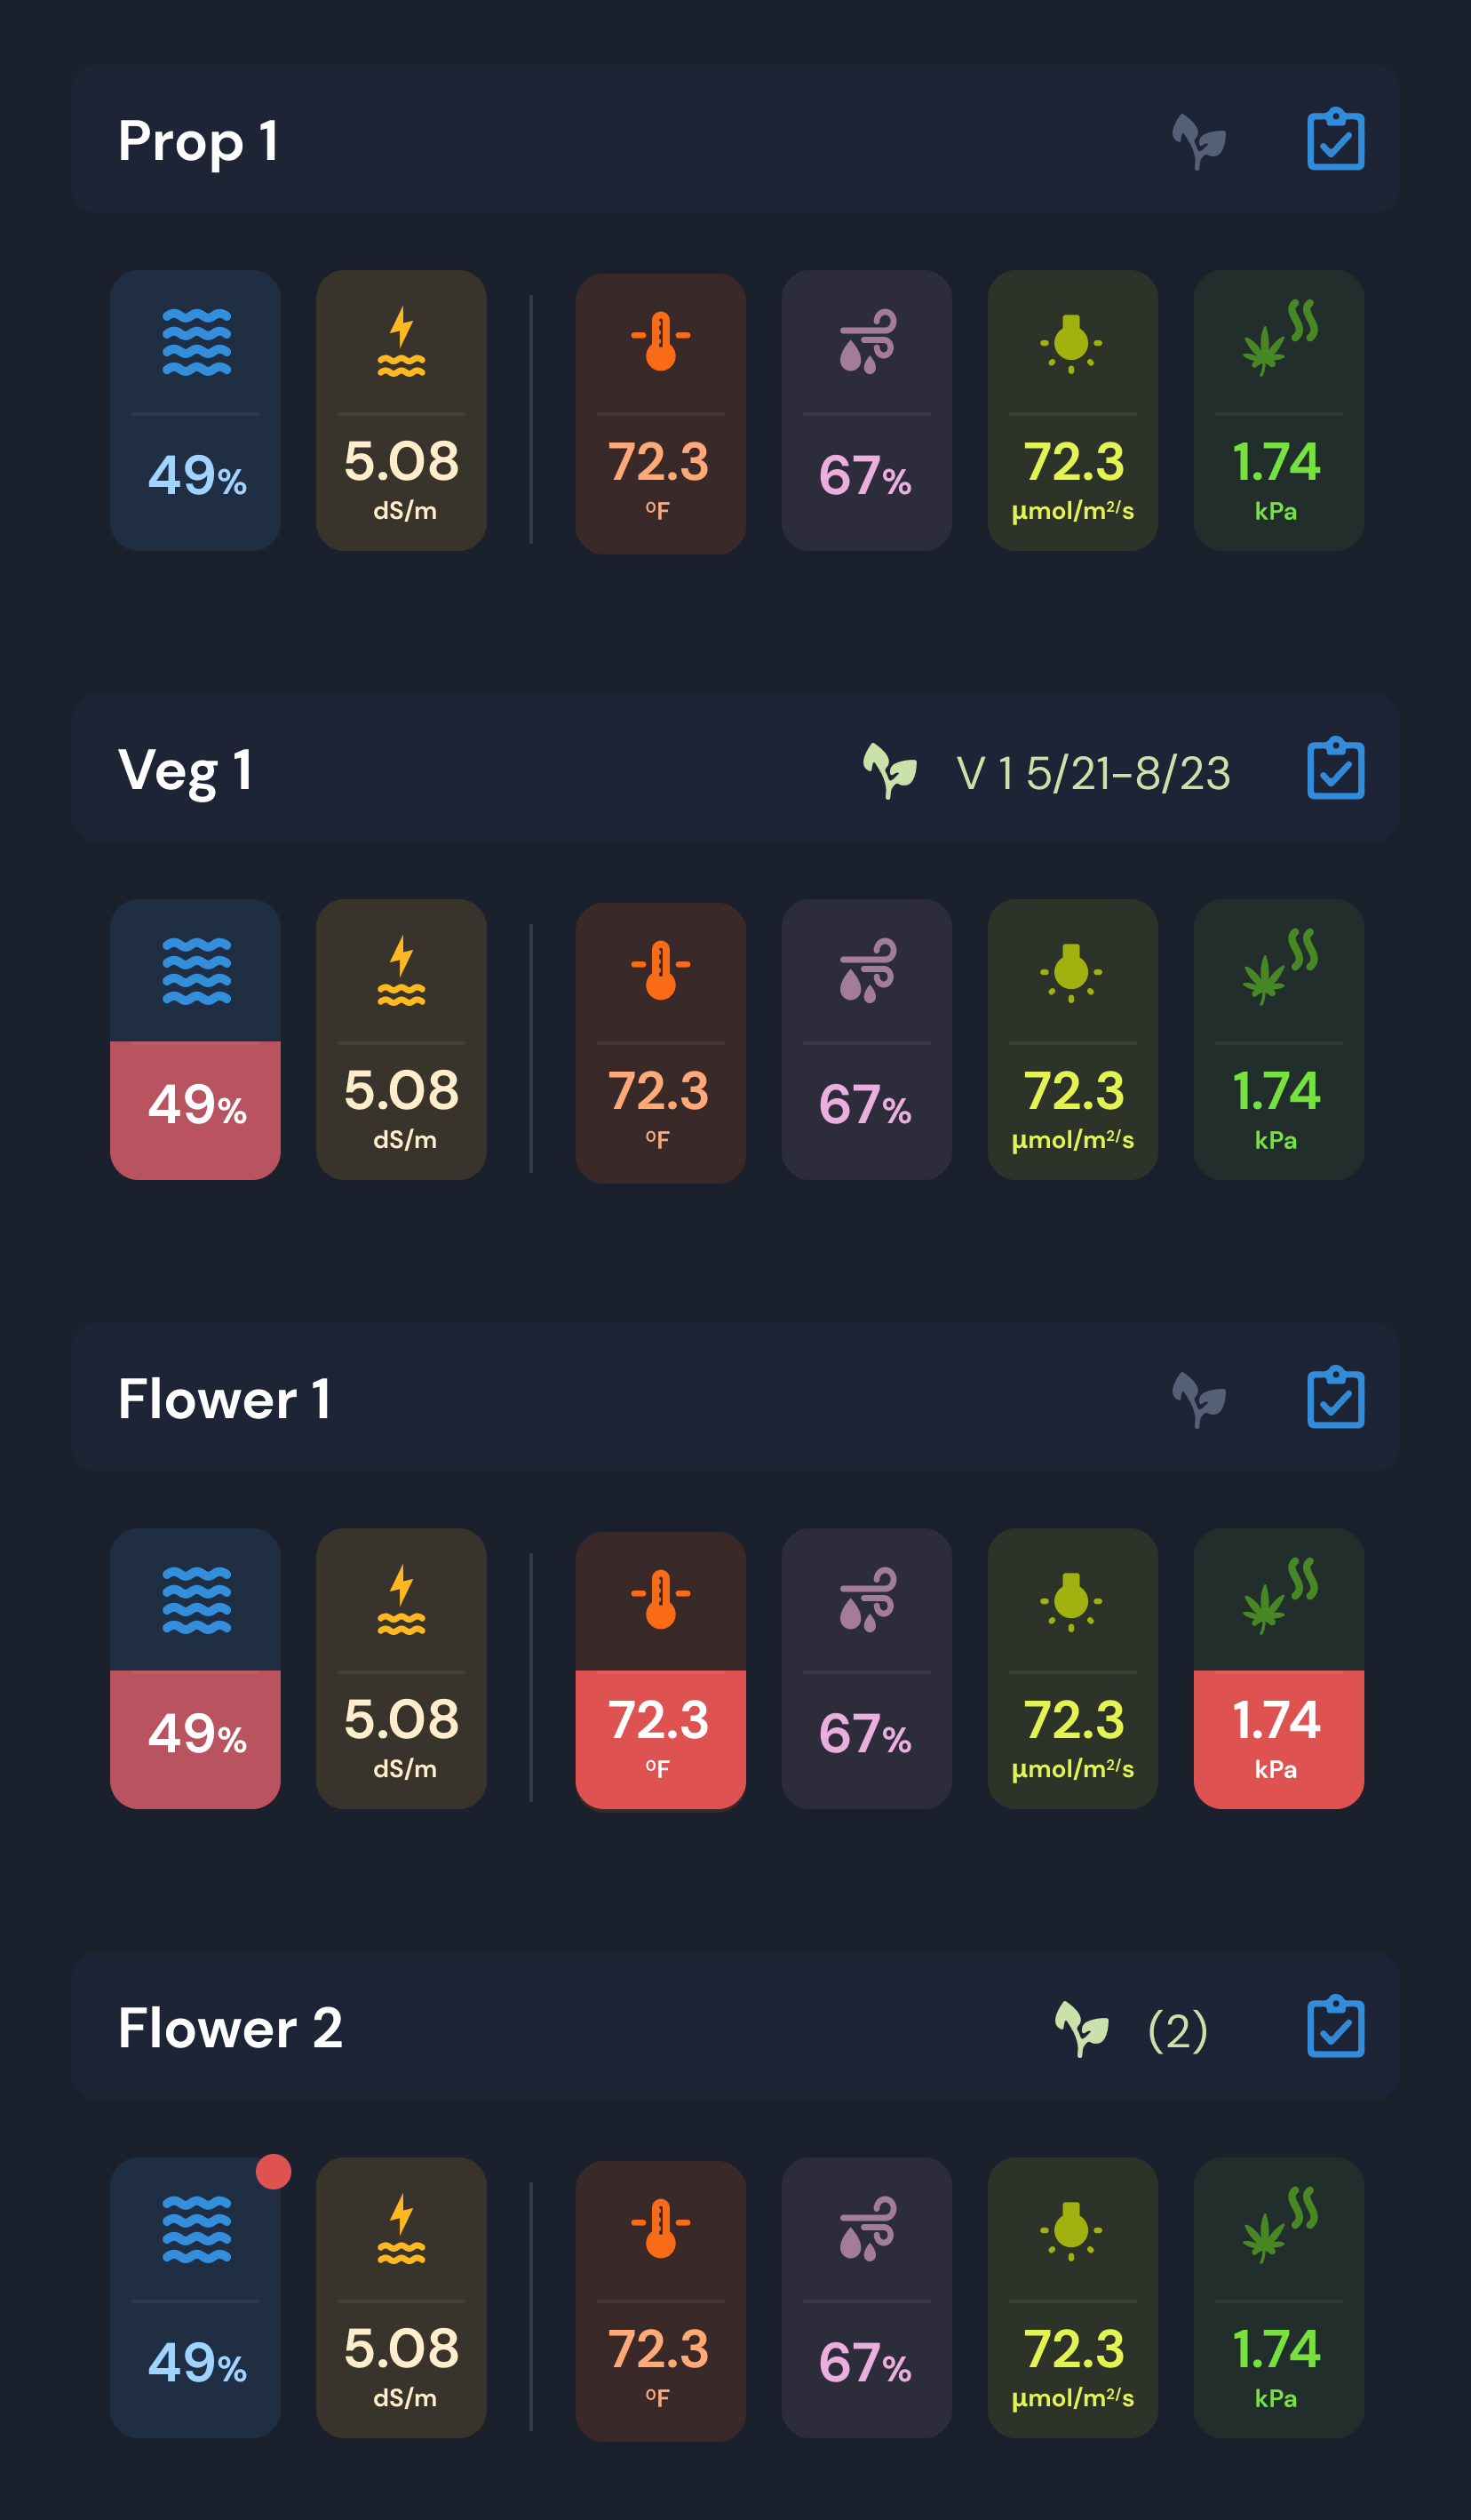 Prop 1
49% 5.08 72.3 67% 72.3 1.74
dS/m ºF µmol/m²/s kPa
Veg 1 V 1 5/21-8/23
49% 5.08 72.3 67% 72.3 1.74
dS/m ºF µmol/m²/s kPa
Flower 1
49% 5.08 72.3 67% 72.3 1.74
dS/m ºF µmol/m²/s kPa
Flower 2 (2)
49% 5.08 72.3 67% 72.3 1.74
dS/m ºF µmol/m²/s kPa